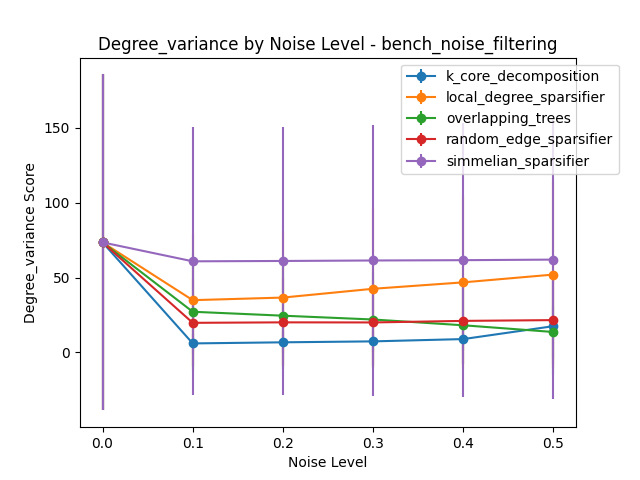 Degree_variance by Noise Level - bench_noise_filtering
k_core_decomposition
local_degree_sparsifier
overlapping_trees
random_edge_sparsifier
simmelian_sparsifier
Degree_variance Score
150
100
50
0
0.0 0.1 0.2 0.3 0.4 0.5
Noise Level